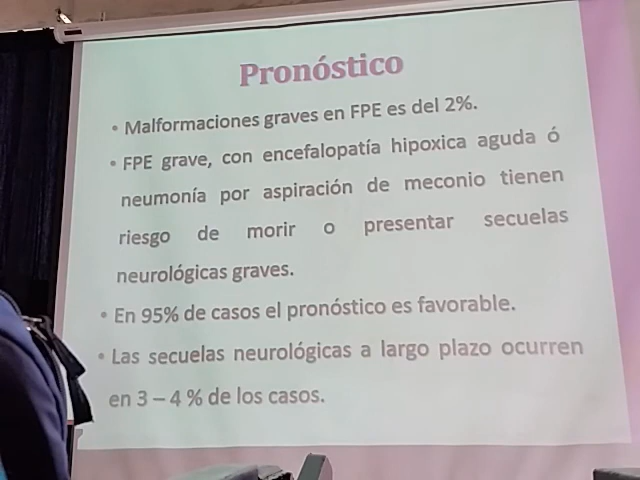 Pronóstico
• Malformaciones graves en FPE es del 2%.
• FPE grave, con encefalopatía hipoxica aguda ó
neumonía por aspiración de meconio tienen
riesgo de morir o presentar secuelas
neurológicas graves.
• En 95% de casos el pronóstico es favorable.
• Las secuelas neurológicas a largo plazo ocurren
en 3 – 4 % de los casos.